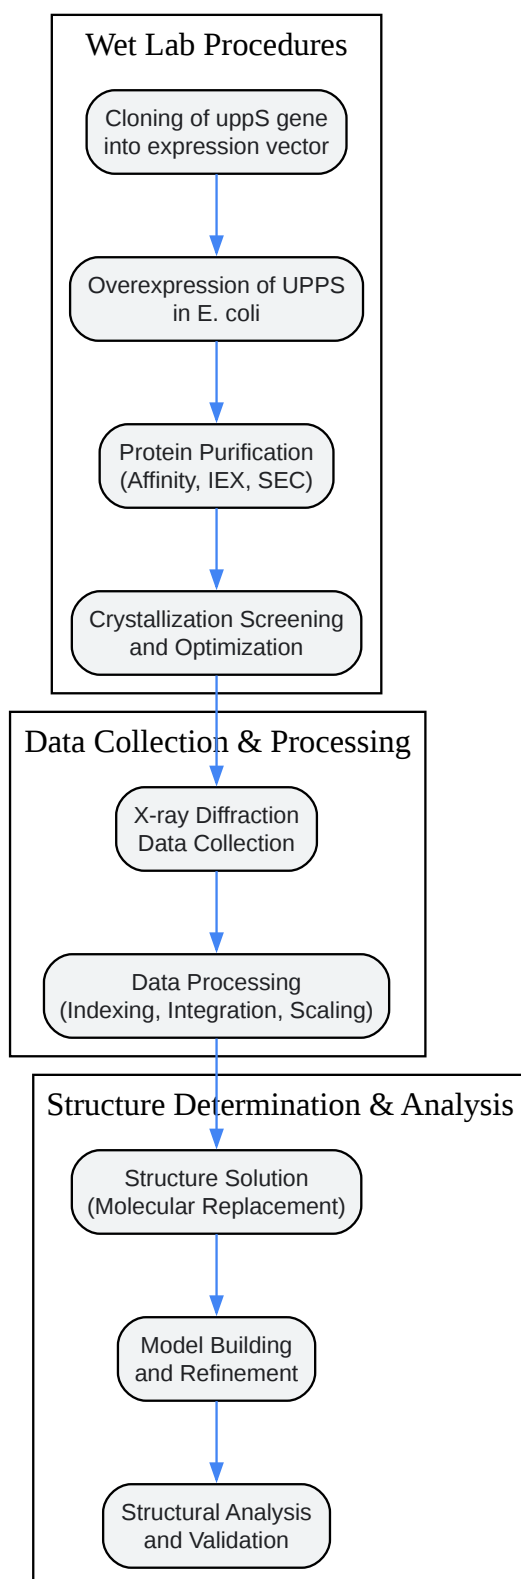 Wet Lab Procedures
Cloning of uppS gene
into expression vector
Overexpression of UPPS
in E. coli
Protein Purification
(Affinity, IEX, SEC)
Crystallization Screening
and Optimization
Data Collection & Processing
X-ray Diffraction
Data Collection
Data Processing
(Indexing, Integration, Scaling)
Structure Determination & Analysis
Structure Solution
(Molecular Replacement)
Model Building
and Refinement
Structural Analysis
and Validation